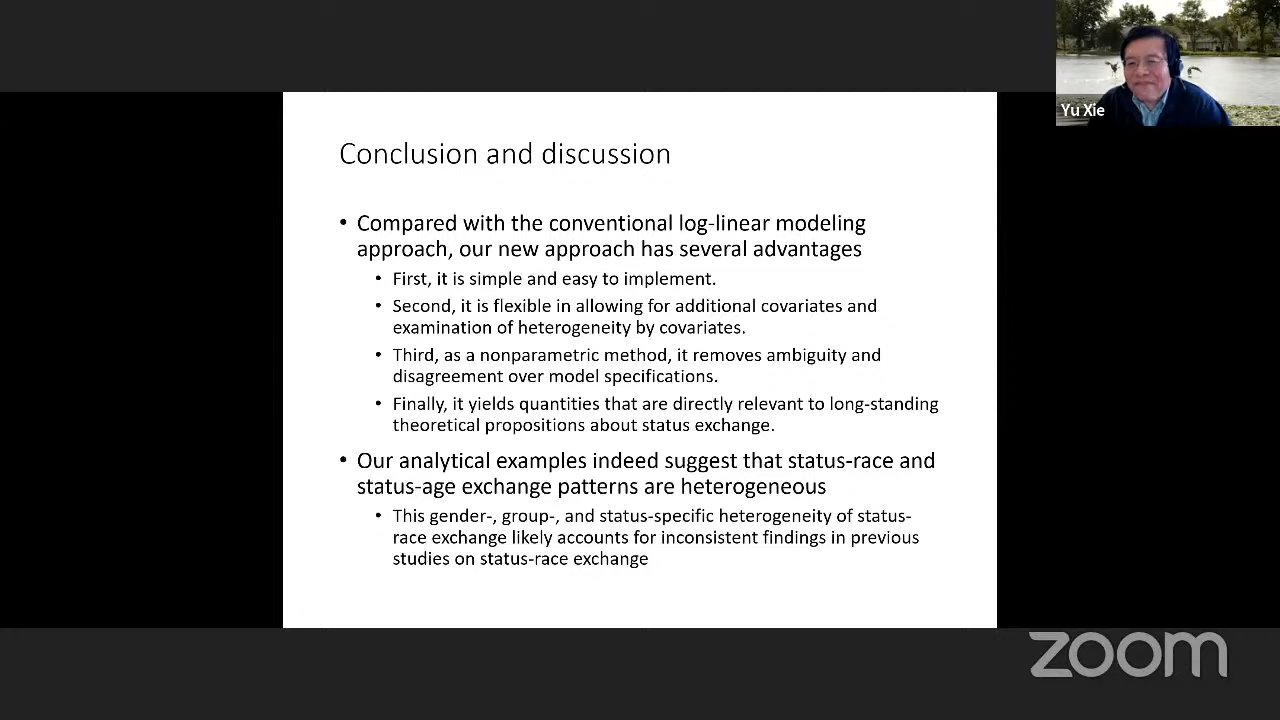 Yu Xie
Conclusion and discussion
• Compared with the conventional log-linear modeling
approach, our new approach has several advantages
• First, it is simple and easy to implement.
• Second, it is flexible in allowing for additional covariates and
examination of heterogeneity by covariates.
• Third, as a nonparametric method, it removes ambiguity and
disagreement over model specifications.
• Finally, it yields quantities that are directly relevant to long-standing
theoretical propositions about status exchange.
• Our analytical examples indeed suggest that status-race and
status-age exchange patterns are heterogeneous
• This gender-, group-, and status-specific heterogeneity of status-
race exchange likely accounts for inconsistent findings in previous
studies on status-race exchange
zoom